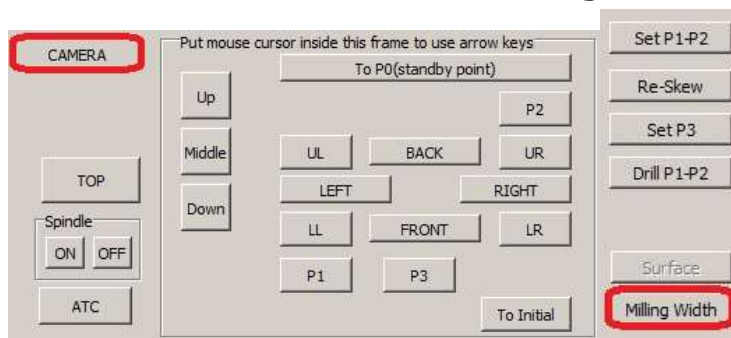 CAMERA
TOP
Spindle
ON OFF
ATC
Put mouse cursor inside this frame to use arrow keys
To P0(standby point)
Up
P2
Middle
UL BACK UR
LEFT RIGHT
Down
LL FRONT LR
P1 P3
To Initial
Set P1-P2
Re-Skew
Set P3
Drill P1-P2
Surface
Milling Width